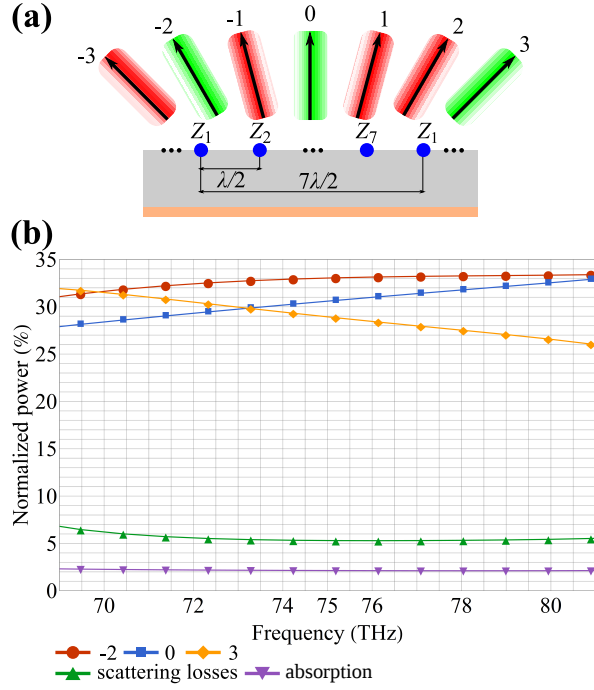 (a)
-3 -2 -1 0 1 2 3
Z1 Z2 Z7 Z1
••• ••• •••
λ/2 7λ/2
(b)
Normalized power (%)
35
30
25
20
15
10
5
0
70 72 74 75 76 78 80
Frequency (THz)
-2 0 3
scattering losses absorption